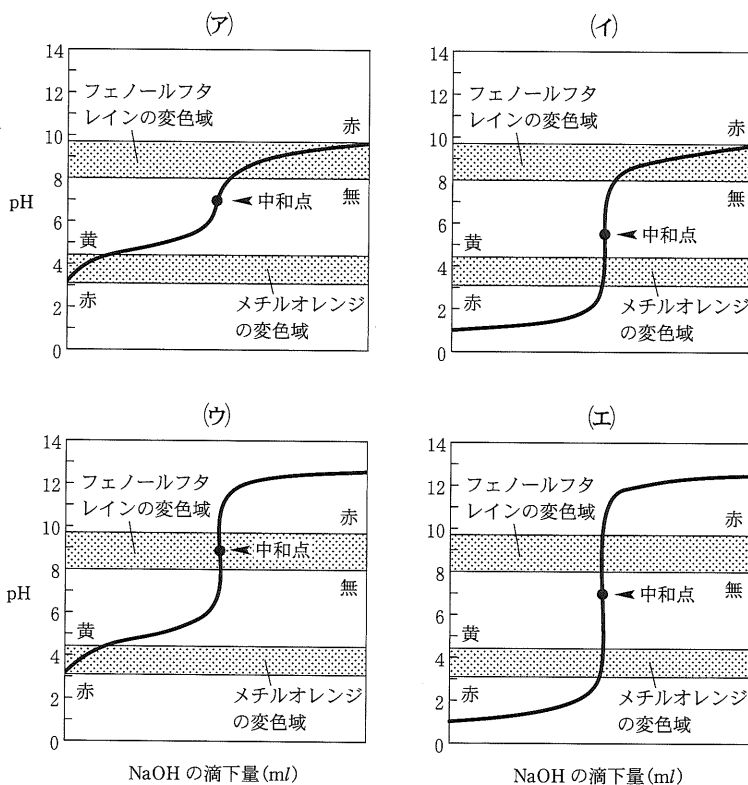 (ア)
14
12
10
8
6
4
2
0
pH
フェノールフタ
レインの変色域
赤
無
中和点
黄
赤
メチルオレンジ
の変色域
(イ)
14
12
10
8
6
4
2
0
フェノールフタ
レインの変色域
赤
無
中和点
黄
赤
メチルオレンジ
の変色域
(ウ)
14
12
10
8
6
4
2
0
pH
フェノールフタ
レインの変色域
赤
中和点
無
黄
赤
メチルオレンジ
の変色域
NaOH の滴下量(ml)
(エ)
14
12
10
8
6
4
2
0
フェノールフタ
レインの変色域
赤
無
中和点
黄
赤
メチルオレンジ
の変色域
NaOH の滴下量(ml)